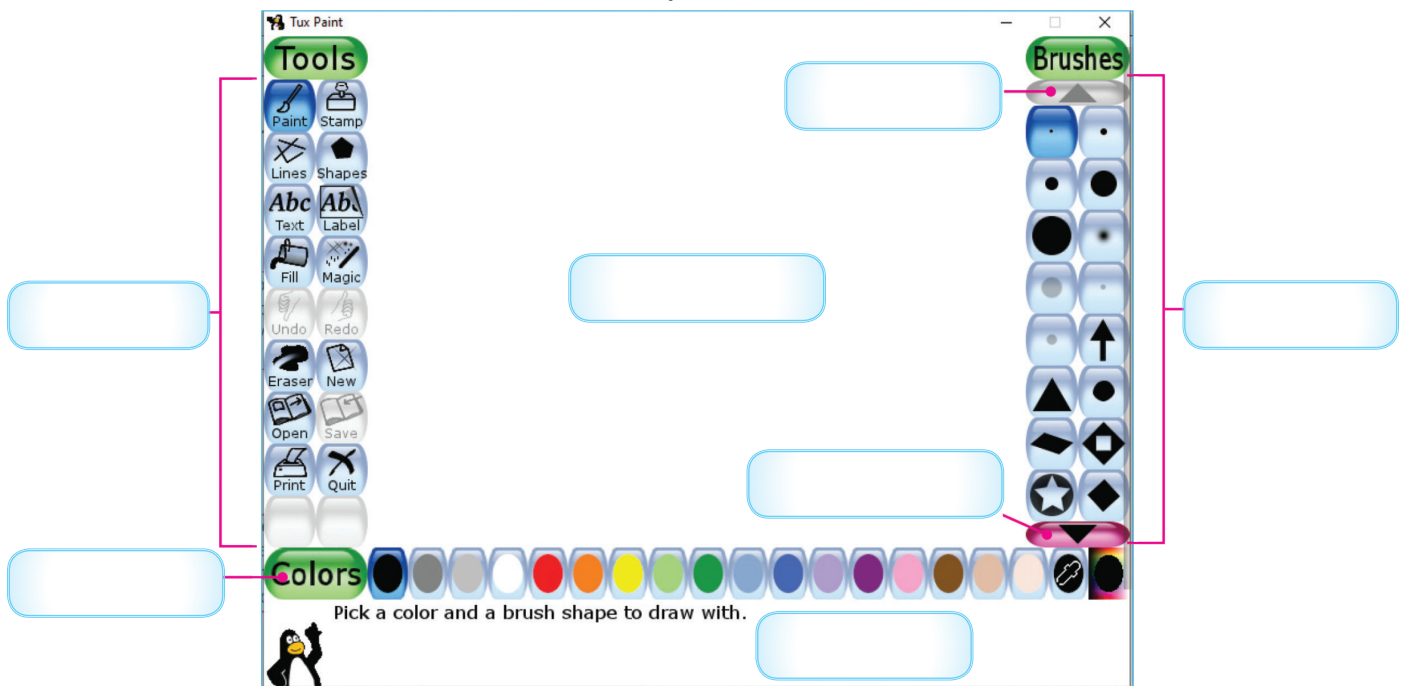 Tux Paint
Tools
Brushes
Paint Stamp
Lines Shapes
Abc Abc
Text Label
Fill Magic
Undo Redo
Eraser New
Open Save
Print Quit
Colors
Pick a color and a brush shape to draw with.